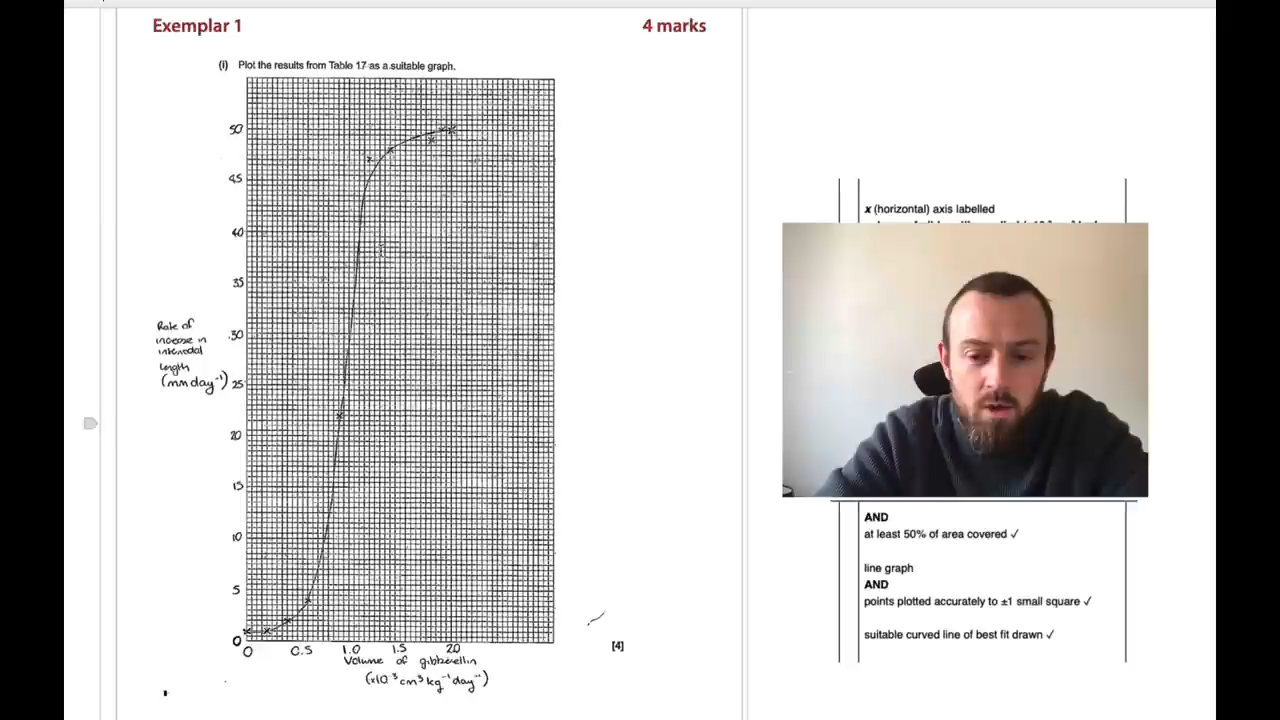 Exemplar 1
4 marks
(i) Plot the results from Table 17 as a suitable graph.
50
45
40
35
30
25
20
15
10
5
0
Rate of
increase in
internodal
length
(mm day⁻¹)
0 0.5 1.0 1.5 2.0
Volume of gibberellin
(x10⁻³ cm³ kg⁻¹ day⁻¹)
[4]
x (horizontal) axis labelled
AND
at least 50% of area covered ✓
line graph
AND
points plotted accurately to ±1 small square ✓
suitable curved line of best fit drawn ✓